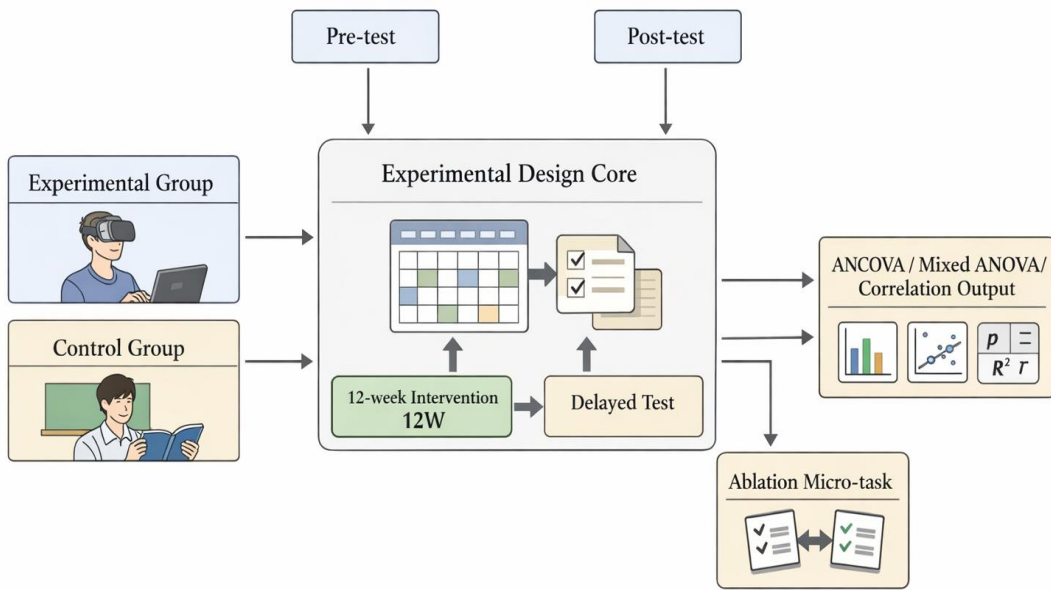 Pre-test
Post-test
Experimental Group
Experimental Design Core
Control Group
12-week Intervention
12W
Delayed Test
ANCOVA / Mixed ANOVA/
Correlation Output
p =
R² r
Ablation Micro-task